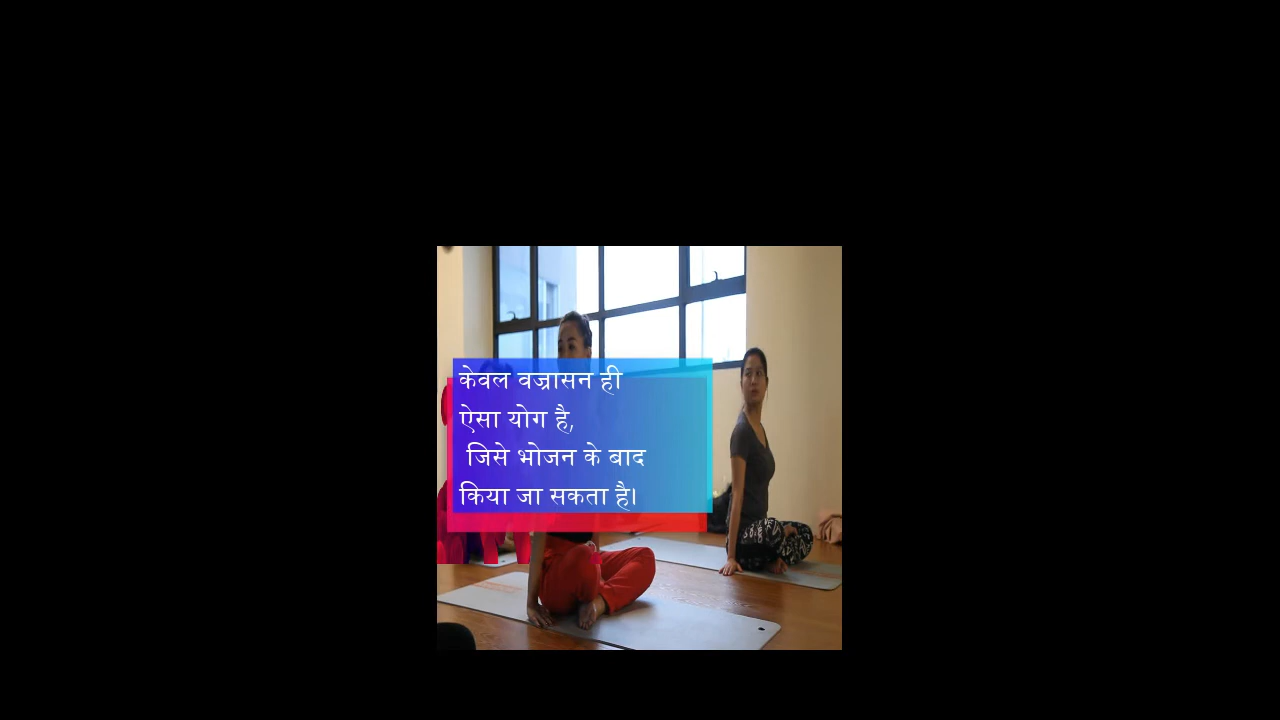 केवल वज्रासन ही
ऐसा योग है,
जिसे भोजन के बाद
किया जा सकता है।